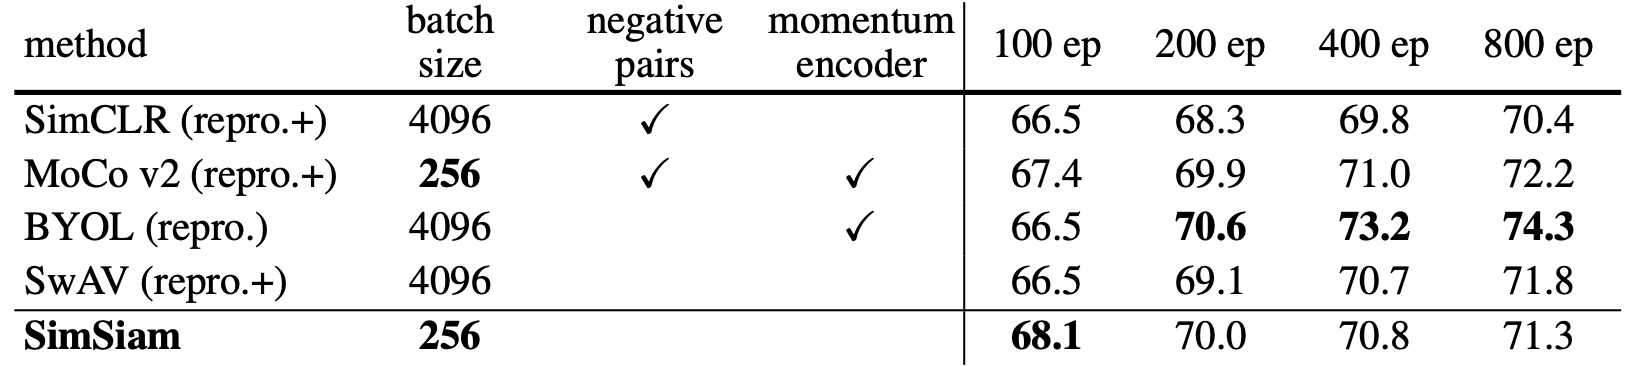 method batch size negative pairs momentum encoder 100 ep 200 ep 400 ep 800 ep
SimCLR (repro.+) 4096 ✓ 66.5 68.3 69.8 70.4
MoCo v2 (repro.+) 256 ✓ ✓ 67.4 69.9 71.0 72.2
BYOL (repro.) 4096 ✓ 66.5 70.6 73.2 74.3
SwAV (repro.+) 4096 66.5 69.1 70.7 71.8
SimSiam 256 68.1 70.0 70.8 71.3